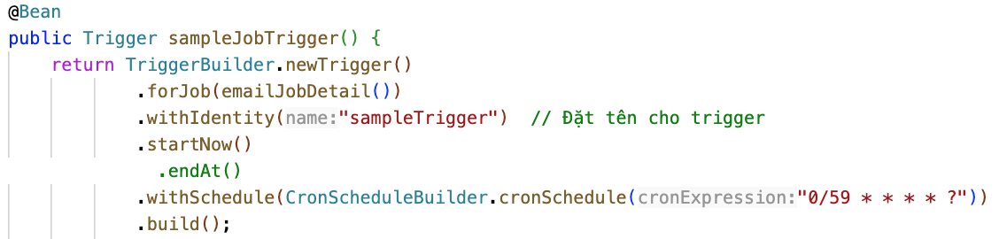 @Bean
public Trigger sampleJobTrigger() {
return TriggerBuilder.newTrigger()
.forJob(emailJobDetail())
.withIdentity(name:"sampleTrigger")  // Đặt tên cho trigger
.startNow()
.endAt()
.withSchedule(CronScheduleBuilder.cronSchedule(cronExpression:"0/59 * * * * ?"))
.build();